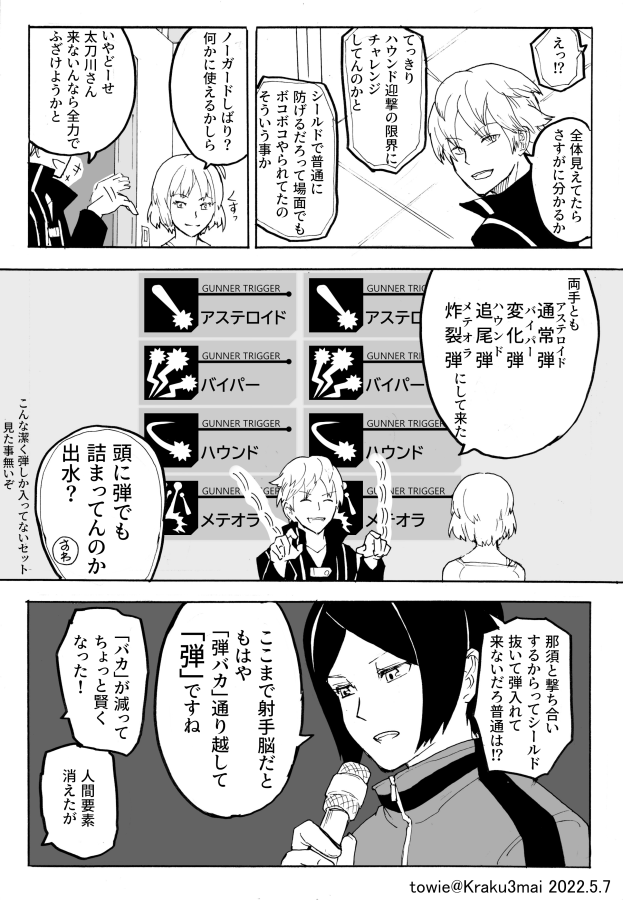 えっ!?
全体見えてたら
さすがに分かるか
てっきり
ハウンド迎撃の限界に
チャレンジ
してんのかと
シールドで普通に
防げるだろって場面でも
ボコボコやられてたの
そういう事か
ノーガードしばり?
何かに使えるかしら
くすっ
いやどーせ
太刀川さん
来ないんなら全力で
ふざけようかと
両手とも
アステロイド
通常弾
バイパー
変化弾
ハウンド
追尾弾
メテオラ
炸裂弾
にして来た
GUNNER TRIGGER
アステロイド
GUNNER TRIGGER
アステロ
GUNNER TRIGGER
バイパー
GUNNER TRIGGER
バイパー
GUNNER TRIGGER
ハウンド
GUNNER TRIGGER
ハウンド
GUNNER TRIGGER
メテオラ
GUNNER TRIGGER
メテオラ
頭に弾でも
詰まってんのか
出水?
こんな潔く弾しか入ってないセット
見た事無いぞ
那須と撃ち合い
するからってシールド
抜いて弾入れて
来ないだろ普通は!?
ここまで射手脳だと
もはや
「弾バカ」通り越して
「弾」ですね
「バカ」が減って
ちょっと賢く
なった!
人間要素
消えたが
towie@Kraku3mai 2022.5.7